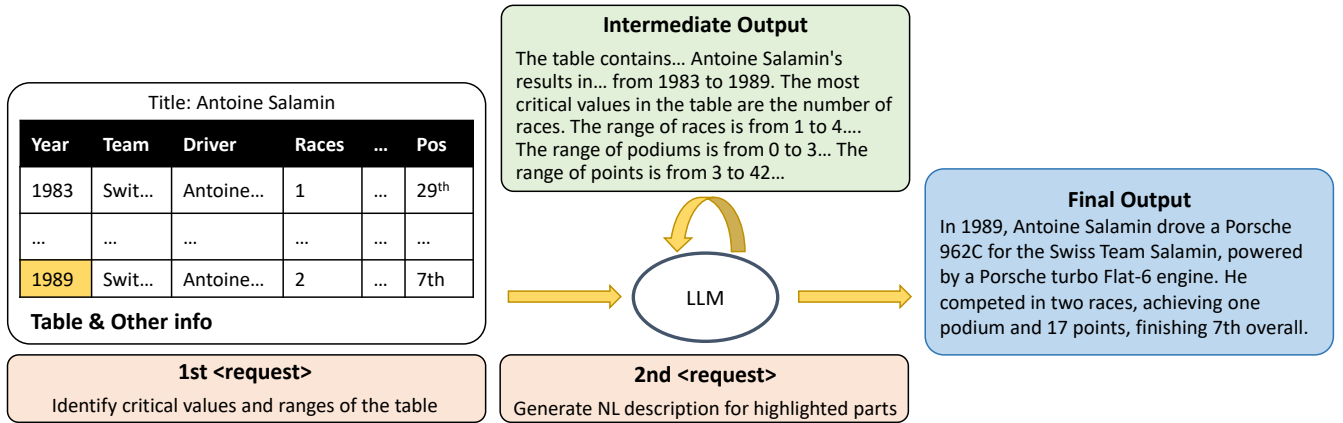 Title: Antoine Salamin
Year Team Driver Races ... Pos
1983 Swit... Antoine... 1 ... 29th
... ... ... ... ... ...
1989 Swit... Antoine... 2 ... 7th
Table & Other info
1st <request>
Identify critical values and ranges of the table
Intermediate Output
The table contains... Antoine Salamin's
results in... from 1983 to 1989. The most
critical values in the table are the number of
races. The range of races is from 1 to 4....
The range of podiums is from 0 to 3... The
range of points is from 3 to 42...
LLM
2nd <request>
Generate NL description for highlighted parts
Final Output
In 1989, Antoine Salamin drove a Porsche
962C for the Swiss Team Salamin, powered
by a Porsche turbo Flat-6 engine. He
competed in two races, achieving one
podium and 17 points, finishing 7th overall.